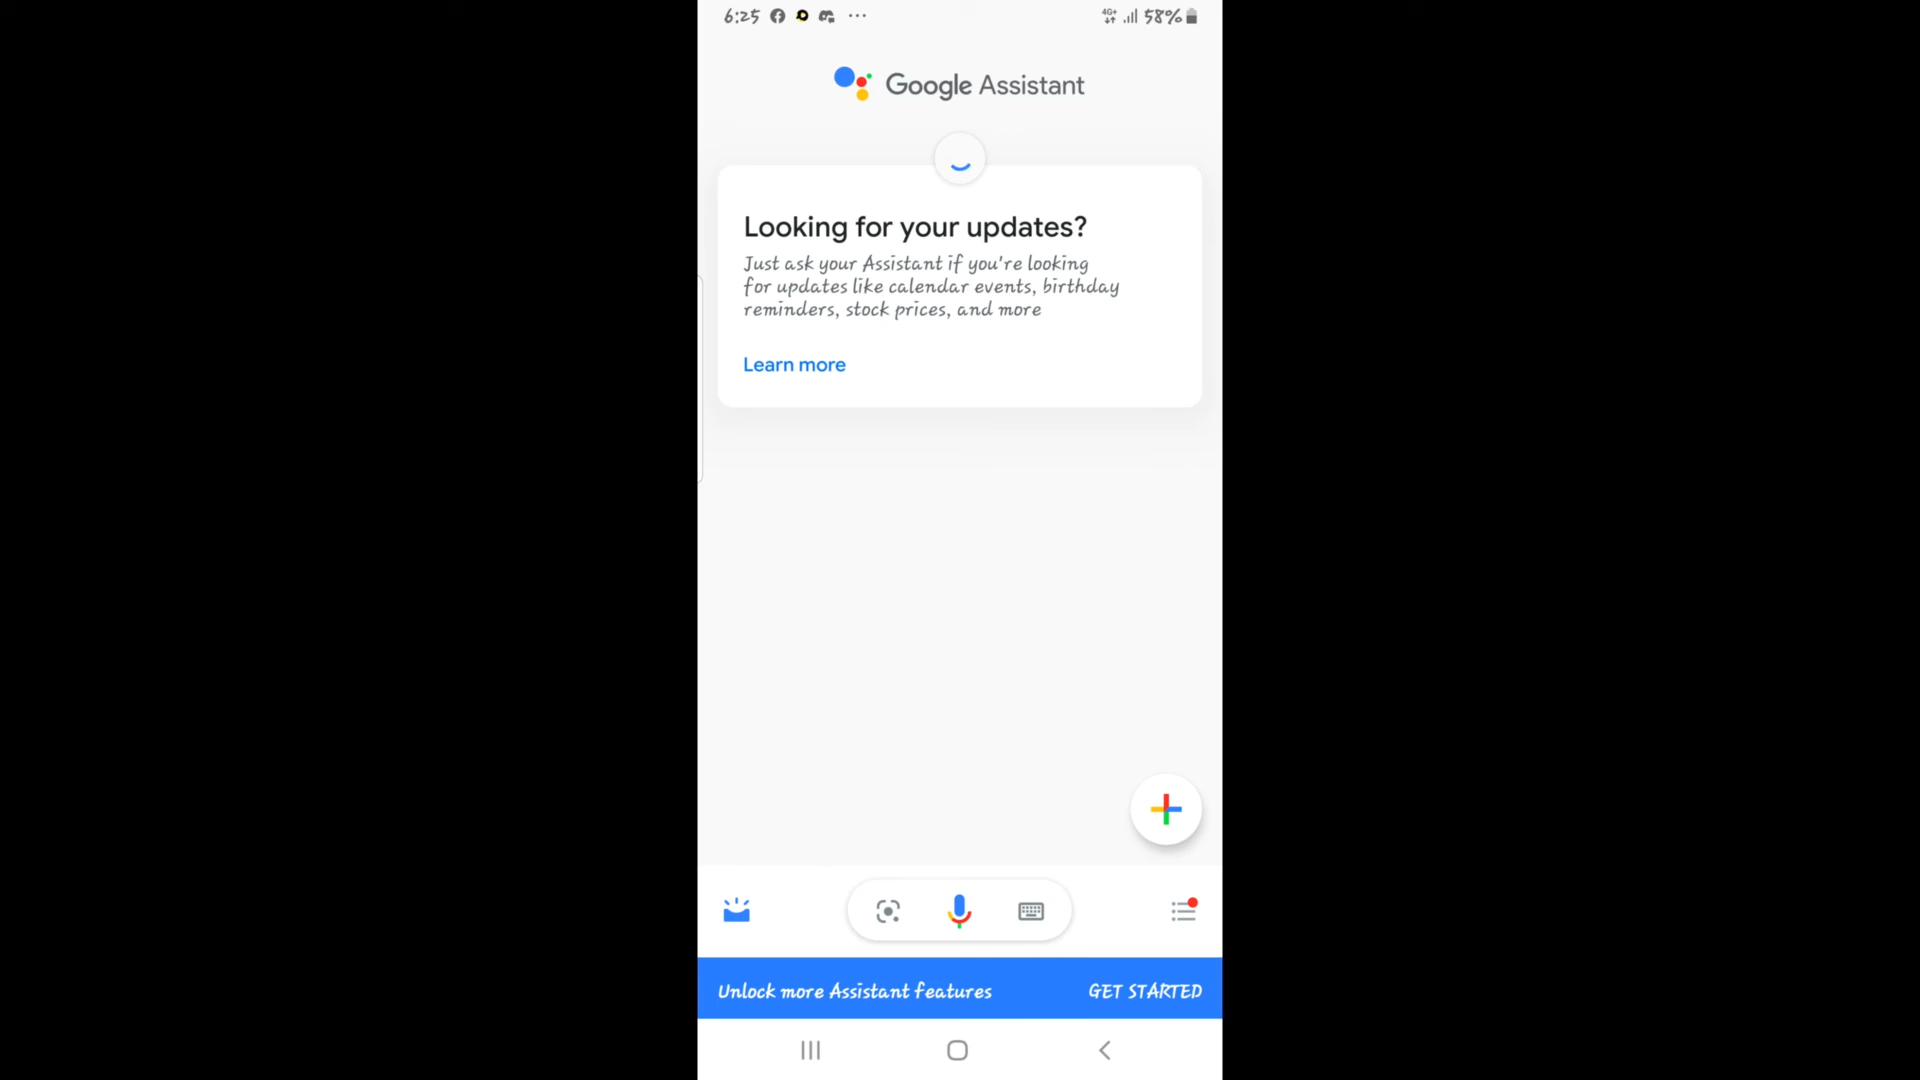 6:25
4G+ 58%
Google Assistant
Looking for your updates?
Just ask your Assistant if you're looking
for updates like calendar events, birthday
reminders, stock prices, and more
Learn more
Unlock more Assistant features GET STARTED